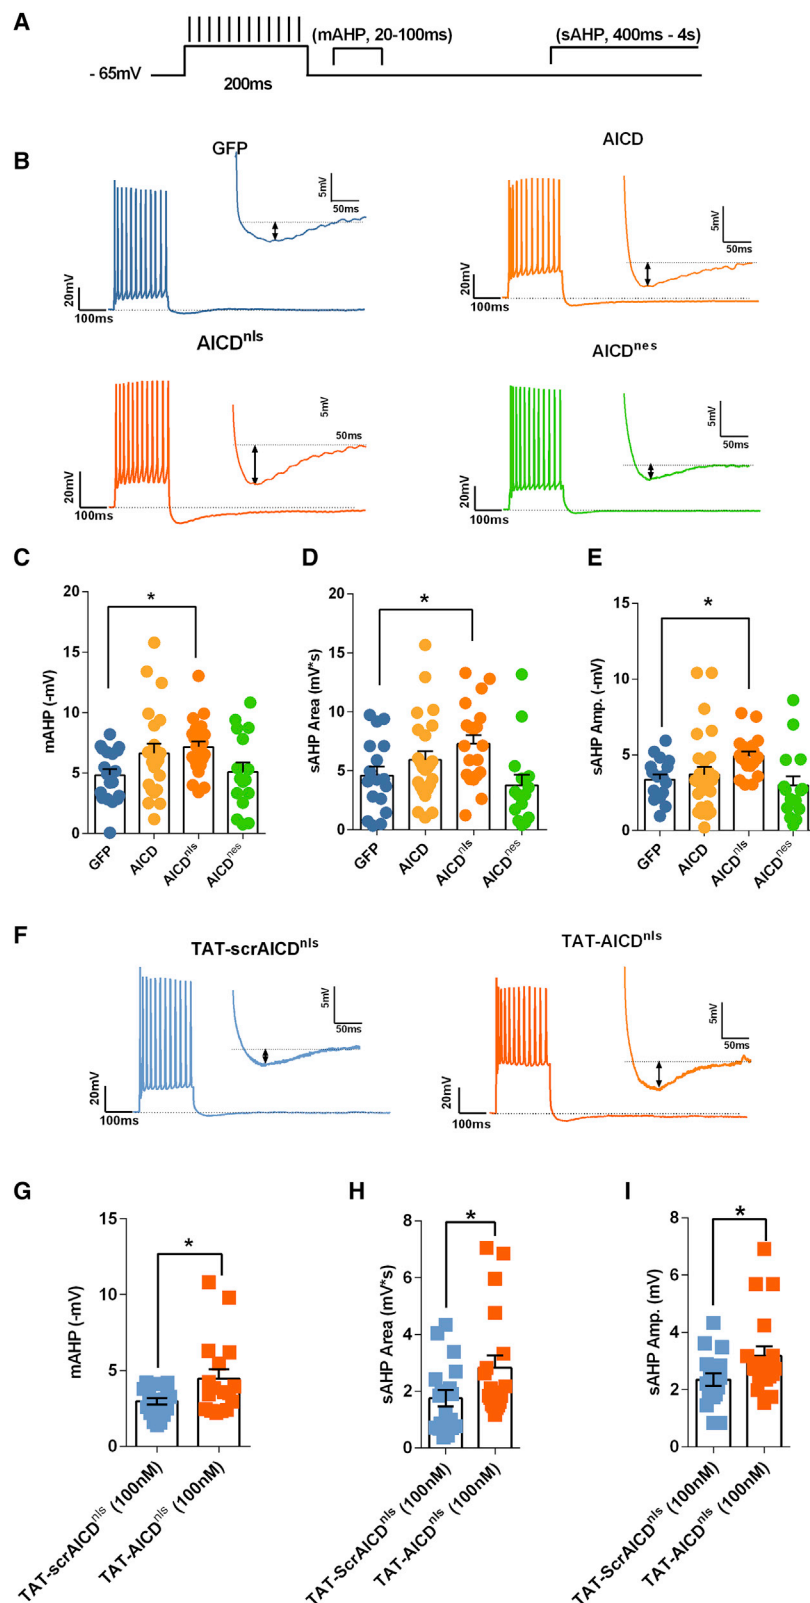 A
(mAHP, 20-100ms)
(sAHP, 400ms - 4s)
- 65mV
200ms
B
GFP
5mV
50ms
20mV
100ms
AICD
5mV
50ms
20mV
100ms
AICDnls
5mV
50ms
20mV
100ms
AICDnes
5mV
50ms
20mV
100ms
C
mAHP (-mV)
20
15
10
5
0
*
GFP
AICD
AICDnls
AICDnes
D
sAHP Area (mV*s)
20
15
10
5
0
*
GFP
AICD
AICDnls
AICDnes
E
sAHP Amp. (-mV)
15
10
5
0
*
GFP
AICD
AICDnls
AICDnes
F
TAT-scrAICDnls
5mV
50ms
20mV
100ms
TAT-AICDnls
5mV
50ms
20mV
100ms
G
mAHP (-mV)
15
10
5
0
*
TAT-scrAICDnls (100nM)
TAT-AICDnls (100nM)
H
sAHP Area (mV*s)
8
6
4
2
0
*
TAT-ScrAICDnls (100nM)
TAT-AICDnls (100nM)
I
sAHP Amp. (mV)
8
6
4
2
0
*
TAT-ScrAICDnls (100nM)
TAT-AICDnls (100nM)